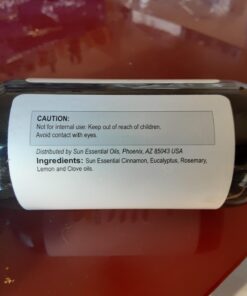 CAUTION:
Not for internal use. Keep out of reach of children.
Avoid contact with eyes.
Distributed by Sun Essential Oils, Phoenix, AZ 85043 USA
Ingredients: Sun Essential Cinnamon, Eucalyptus, Rosemary,
Lemon and Clove oils.